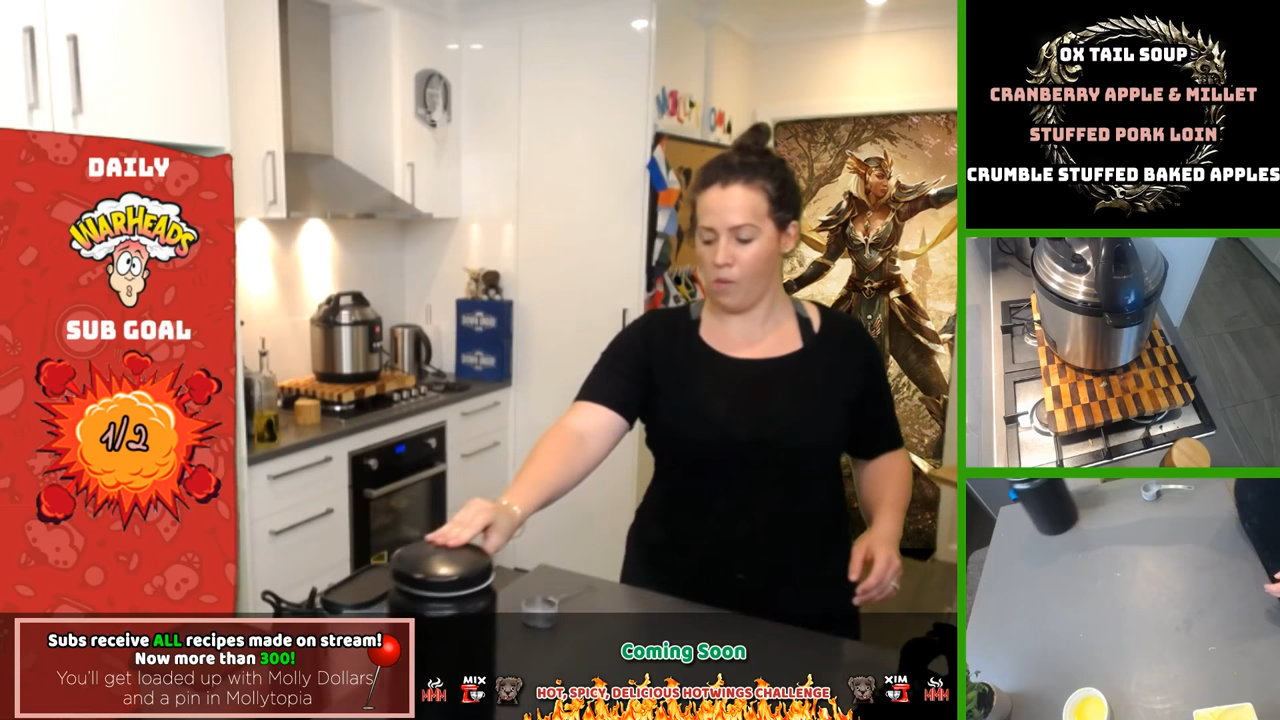 DAILY
WARHEADS
SUB GOAL
1/2
OX TAIL SOUP
CRANBERRY APPLE & MILLET
STUFFED PORK LOIN
CRUMBLE STUFFED BAKED APPLES
Subs receive ALL recipes made on stream!
Now more than 300!
You'll get loaded up with Molly Dollars
and a pin in Mollytopia
Coming Soon
MIX
XIM
HOT, SPICY, DELICIOUS HOTWINGS CHALLENGE